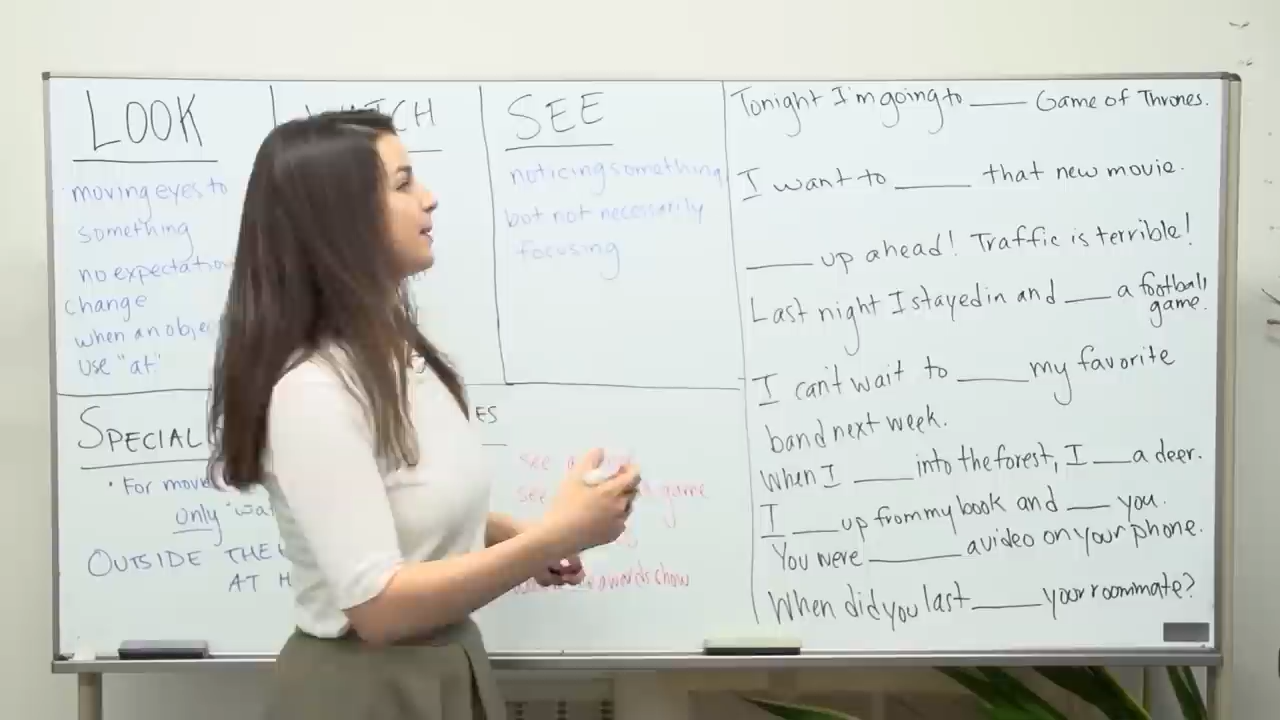 LOOK
moving eyes to
something
no expectation
change
when an objec
use "at"
CH
SEE
noticing something
but not necessarily
focusing
SPECIAL
ES
• For movie
only "wat
OUTSIDE THE
AT H
see a
see game
awards show
Tonight I'm going to ____ Game of Thrones.
I want to ____ that new movie.
____ up ahead! Traffic is terrible!
Last night I stayed in and ____ a football
game.
I can't wait to ____ my favorite
band next week.
When I ____ into the forest, I ____ a deer.
I ____ up from my book and ____ you.
You were ____ a video on your phone.
When did you last ____ your roommate?